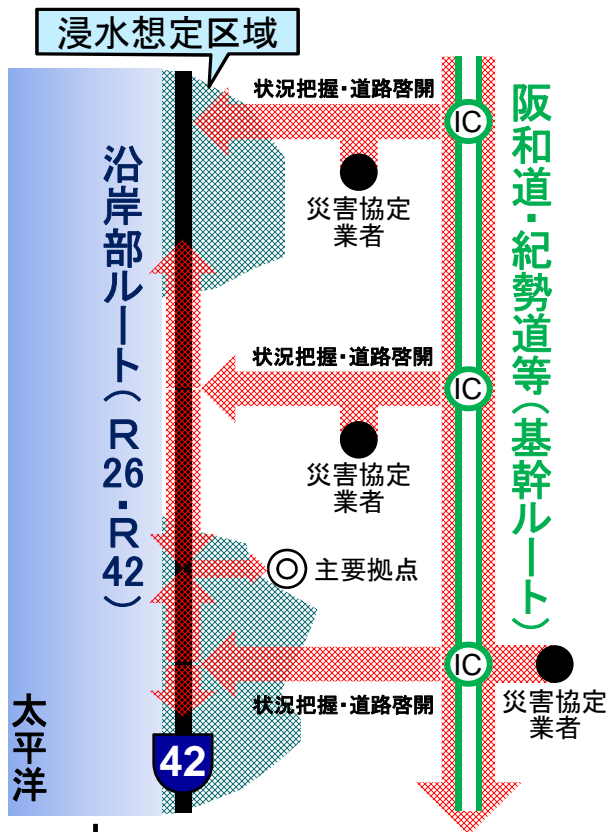 浸水想定区域
状況把握・道路啓開
IC
災害協定
業者
阪和道・紀勢道等(基幹ルート)
沿岸部ルート(R26・R42)
状況把握・道路啓開
IC
災害協定
業者
主要拠点
IC
状況把握・道路啓開
災害協定
業者
太平洋
42